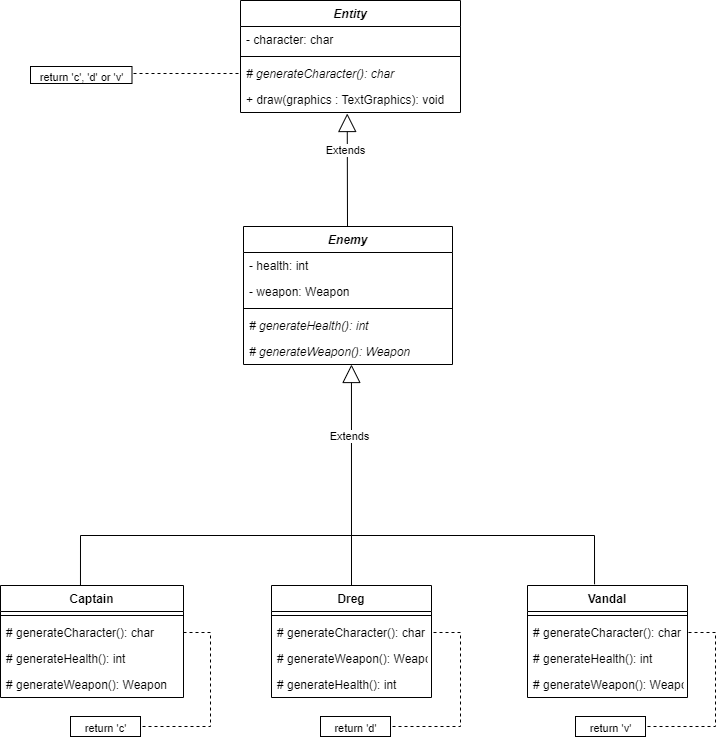 Entity
- character: char
# generateCharacter(): char
+ draw(graphics : TextGraphics): void
return 'c', 'd' or 'v'
Extends
Enemy
- health: int
- weapon: Weapon
# generateHealth(): int
# generateWeapon(): Weapon
Extends
Captain
# generateCharacter(): char
# generateHealth(): int
# generateWeapon(): Weapon
return 'c'
Dreg
# generateCharacter(): char
# generateWeapon(): Weapo
# generateHealth(): int
return 'd'
Vandal
# generateCharacter(): char
# generateHealth(): int
# generateWeapon(): Weapo
return 'v'